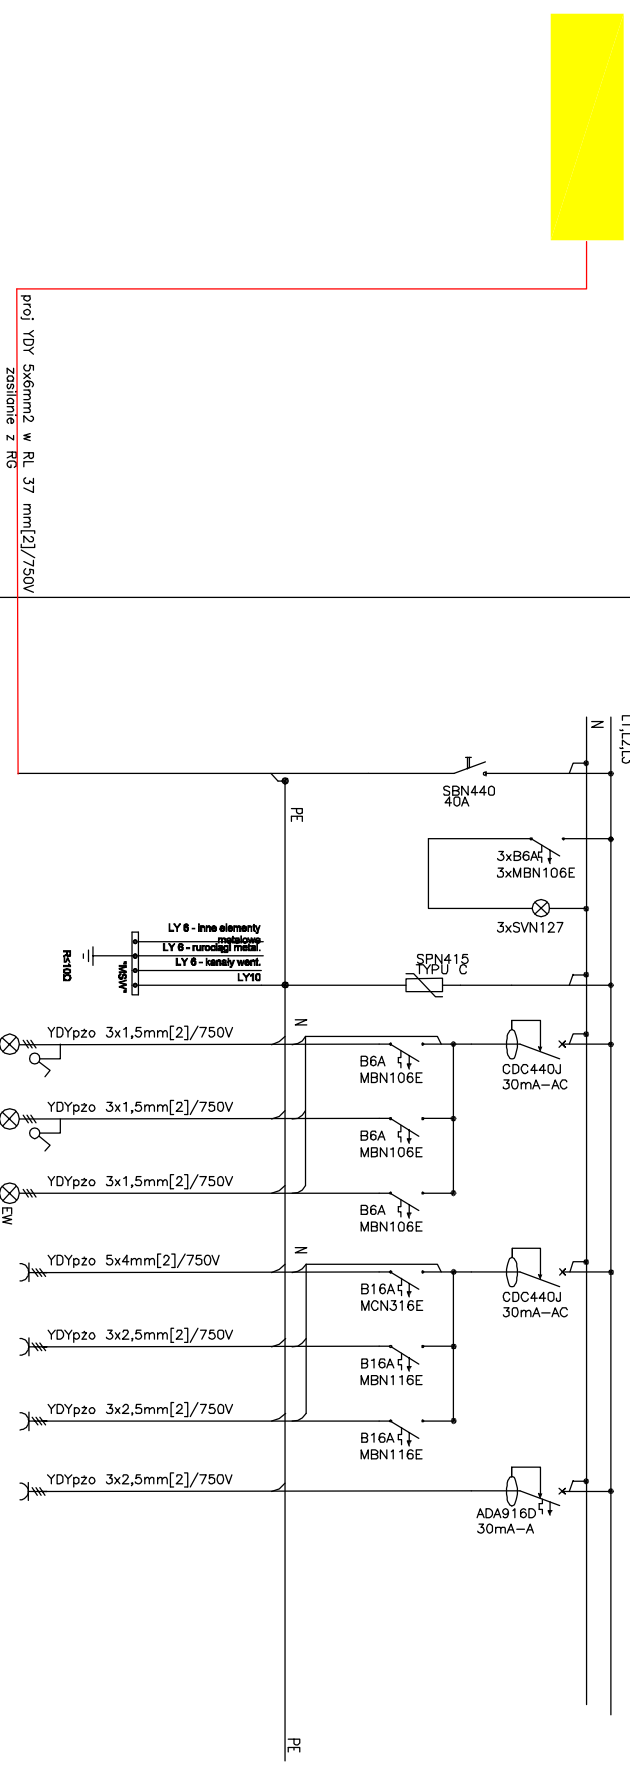 proj YDY 5x6mm2 w RL 37 mm[2]/750V
zasilanie z RG
L1,L2,L3
N
SBN440
40A
PE
3xB6A
3xMBN106E
3xSVN127
LY 6 - inne elementy
metalowe
LY 6 - rurociągi metal.
LY 6 - kanały went.
LY10
"MSW"
R≤10Ω
SPN415
TYPU C
N
YDYpżo 3x1,5mm[2]/750V
B6A
MBN106E
CDC440J
30mA-AC
YDYpżo 3x1,5mm[2]/750V
B6A
MBN106E
YDYpżo 3x1,5mm[2]/750V
EW
B6A
MBN106E
N
YDYpżo 5x4mm[2]/750V
B16A
MCN316E
CDC440J
30mA-AC
YDYpżo 3x2,5mm[2]/750V
B16A
MBN116E
YDYpżo 3x2,5mm[2]/750V
B16A
MBN116E
YDYpżo 3x2,5mm[2]/750V
ADA916D
30mA-A
PE